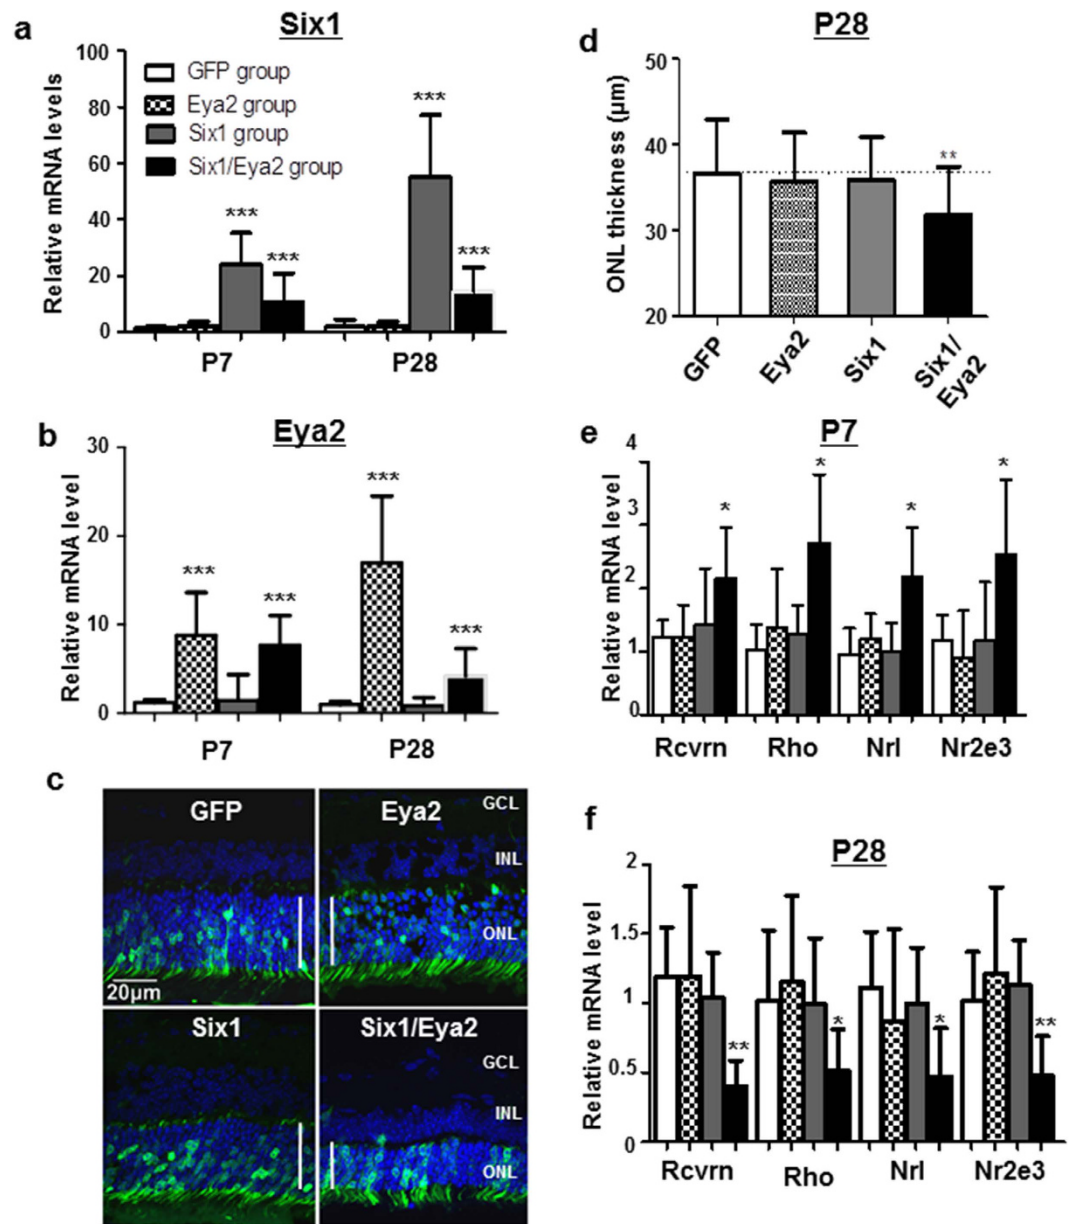 a
Six1
Relative mRNA levels
100
80
60
40
20
0
GFP group
Eya2 group
Six1 group
Six1/Eya2 group
***
***
***
***
P7
P28
b
Eya2
Relative mRNA level
30
20
10
0
***
***
***
***
P7
P28
c
GFP
Eya2
GCL
INL
ONL
20µm
Six1
Six1/Eya2
GCL
INL
ONL
d
P28
ONL thickness (µm)
50
40
30
20
**
GFP
Eya2
Six1
Six1/
Eya2
e
P7
Relative mRNA level
4
3
2
1
0
*
*
*
*
Rcvrn
Rho
Nrl
Nr2e3
f
P28
Relative mRNA level
2
1.5
1
0.5
0
**
*
*
**
Rcvrn
Rho
Nrl
Nr2e3